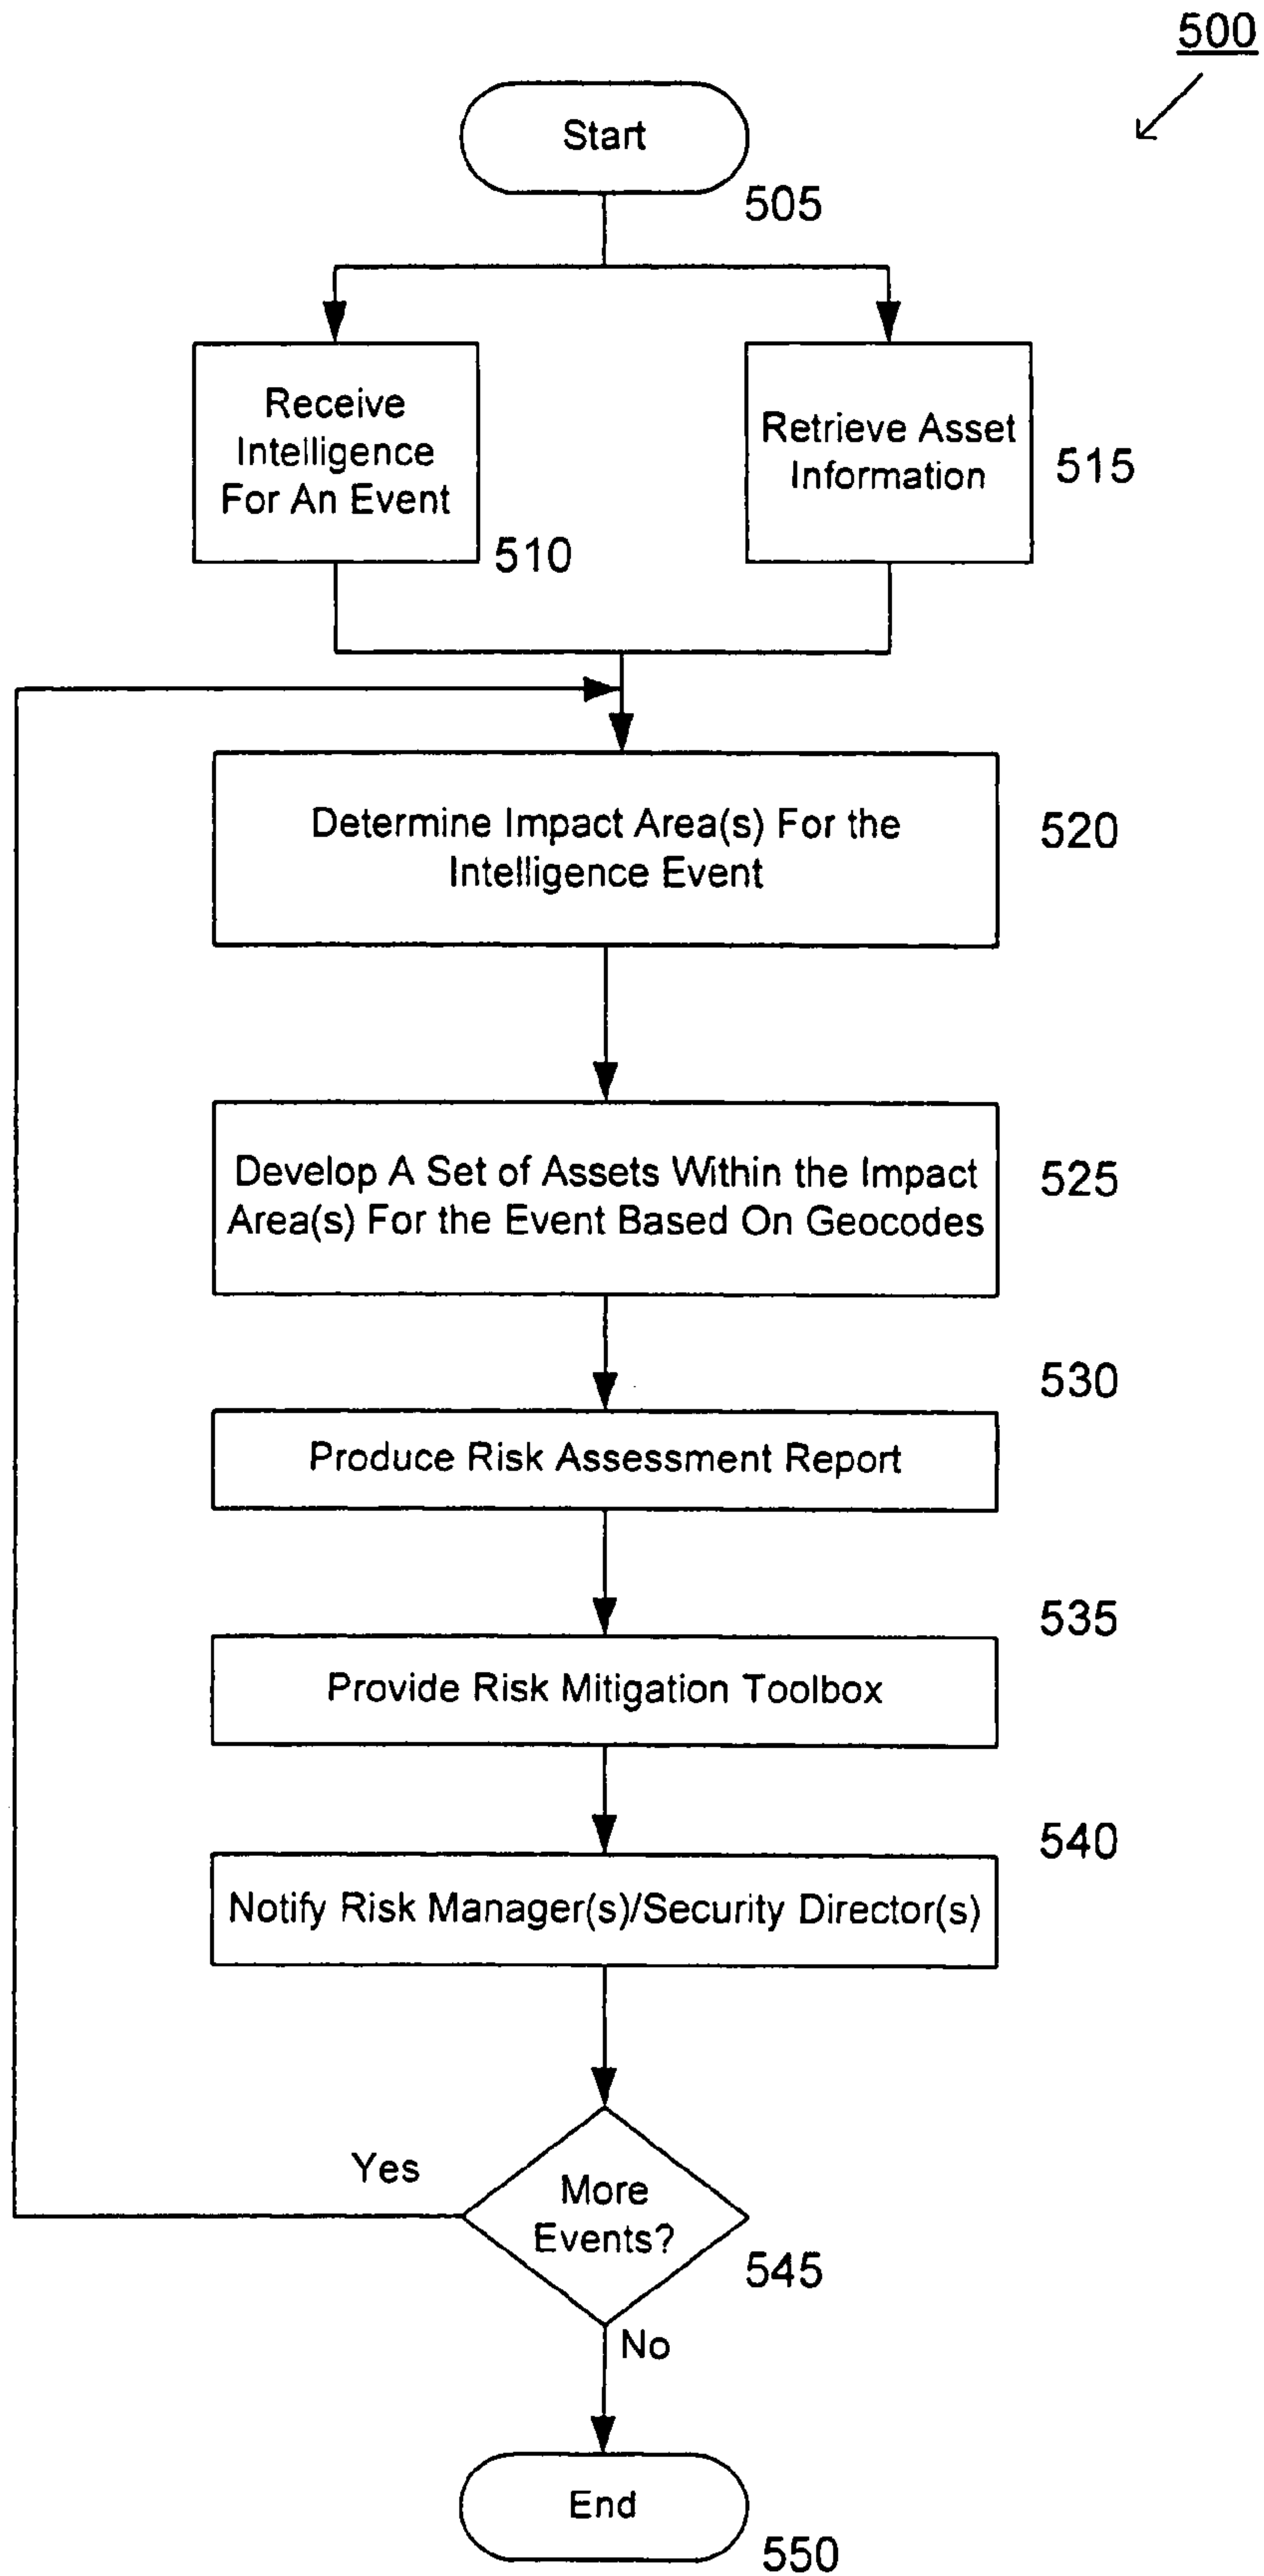 500
Start
505
Receive
Intelligence
For An Event
510
Retrieve Asset
Information
515
Determine Impact Area(s) For the
Intelligence Event
520
Develop A Set of Assets Within the Impact
Area(s) For the Event Based On Geocodes
525
530
Produce Risk Assessment Report
535
Provide Risk Mitigation Toolbox
540
Notify Risk Manager(s)/Security Director(s)
Yes
More
Events?
545
No
End
550